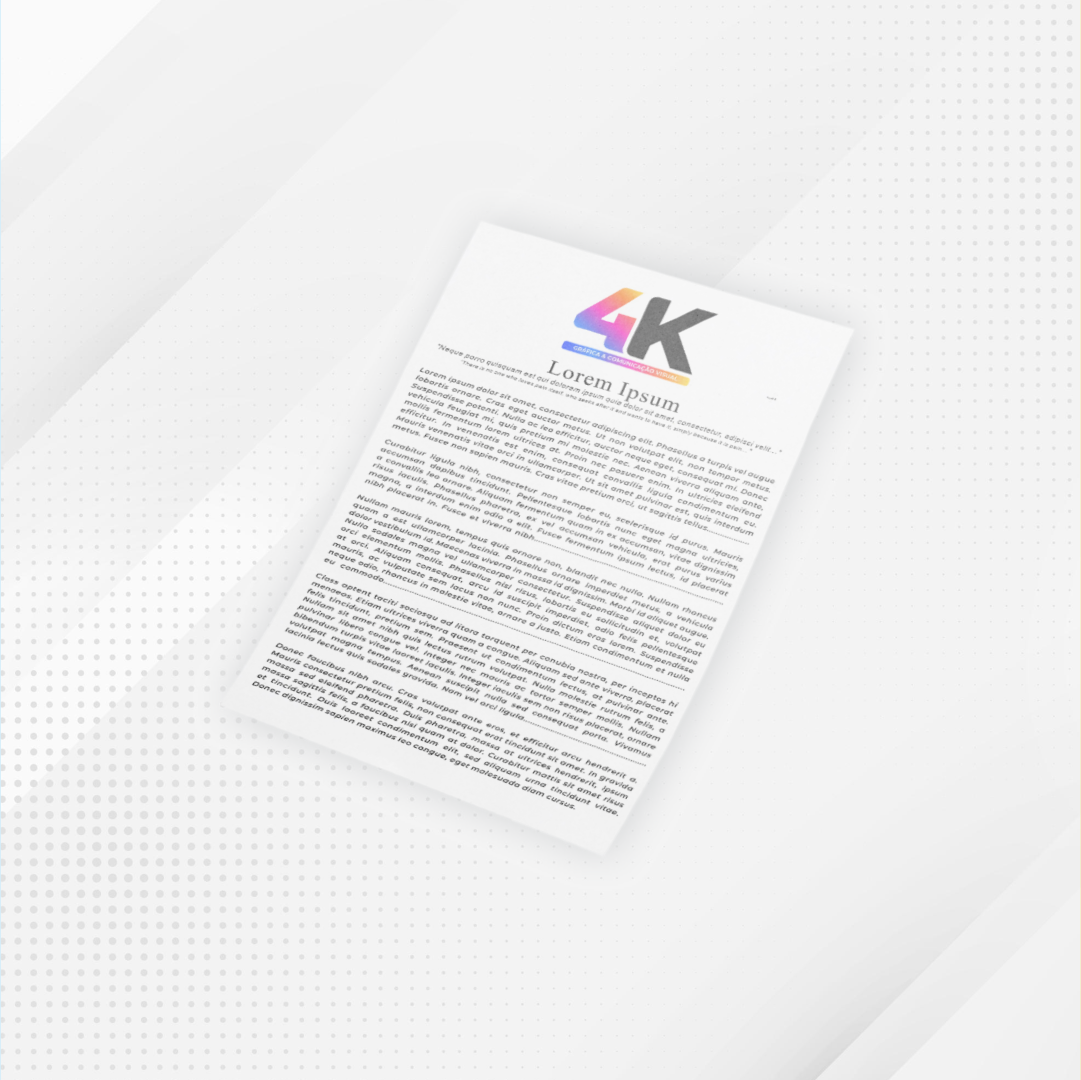 4K
GRÁFICA & COMUNICAÇÃO VISUAL
Lorem Ipsum
"Neque porro quisquam est qui dolorem ipsum quia dolor sit amet, consectetur, adipisci velit..."
"There is no one who loves pain itself, who seeks after it and wants to have it, simply because it is pain..."
Lorem ipsum dolor sit amet, consectetur adipiscing elit. Phasellus a turpis vel augue
lobortis ornare. Cras eget auctor metus. Ut non volutpat elit, non tempor metus.
Suspendisse potenti. Nulla ac leo efficitur, auctor neque eget, consequat mi. Donec
vehicula feugiat mi, quis pretium mi molestie nec. Aenean viverra aliquam ante,
mollis fermentum lorem ultrices at. Proin nec posuere enim. In ultricies eleifend
efficitur. In venenatis est enim, consequat convallis ligula condimentum eu.
Mauris venenatis vitae orci in ullamcorper. Ut sit amet pulvinar est, quis interdum
metus. Fusce non sapien mauris. Cras vitae pretium orci, ut sagittis tellus.
Curabitur ligula nibh, consectetur non semper eu, scelerisque id purus. Mauris
accumsan dapibus tincidunt. Pellentesque lobortis nunc eget magna ultricies,
a convallis leo ornare. Aliquam fermentum quam in ex accumsan, vitae dignissim
risus iaculis. Phasellus pharetra, ex vel accumsan vehicula, erat purus varius
magna, a interdum enim odio a elit. Fusce fermentum ipsum lectus, id placerat
nibh placerat in. Fusce et viverra nibh.
Nullam mauris lorem, tempus quis ornare non, blandit nec nulla. Nullam rhoncus
quam a est ullamcorper lacinia. Phasellus ornare imperdiet metus, a vehicula
dolor vestibulum id. Maecenas viverra in massa id dignissim. Morbi id aliquet augue.
Nulla sodales magna vel ullamcorper consectetur. Suspendisse aliquet dolor eu
orci elementum mollis. Phasellus nisi risus, lobortis eu sollicitudin et, volutpat
at orci. Aliquam consequat, arcu id suscipit imperdiet, odio felis pellentesque
mauris, ac vulputate sem lacus non nunc. Proin dictum eros lorem. Suspendisse
neque odio, rhoncus in molestie vitae, ornare a justo. Etiam condimentum et nulla
eu commodo.
Class aptent taciti sociosqu ad litora torquent per conubia nostra, per inceptos hi
menaeos. Etiam ultrices viverra quam a congue. Aliquam sed ante viverra, placerat
felis tincidunt, pretium sem. Praesent ut condimentum lectus, at pulvinar ante.
Nullam sit amet nibh quis lectus rutrum volutpat. Nulla molestie rutrum felis, a
pulvinar libero congue vel. Integer nec mauris ac tortor semper mollis. Nullam
bibendum turpis vitae laoreet iaculis. Integer iaculis sem non risus placerat, ornare
volutpat magna tempus. Aenean suscipit nulla sed consequat porta. Vivamus
lacinia lectus quis sodales gravida. Nam vel orci ligula.
Donec faucibus nibh arcu. Cras volutpat ante eros, et efficitur arcu hendrerit a.
Mauris consectetur pretium felis, non consequat erat tincidunt sit amet. In gravida
massa sed eleifend pharetra. Duis pharetra, massa at ultrices hendrerit, ipsum
massa sagittis felis, a faucibus nisi quam at dolor. Curabitur mattis sit amet risus
et tincidunt. Duis laoreet condimentum elit, sed aliquam urna tincidunt vitae.
Donec dignissim sapien maximus leo congue, eget malesuada diam cursus.